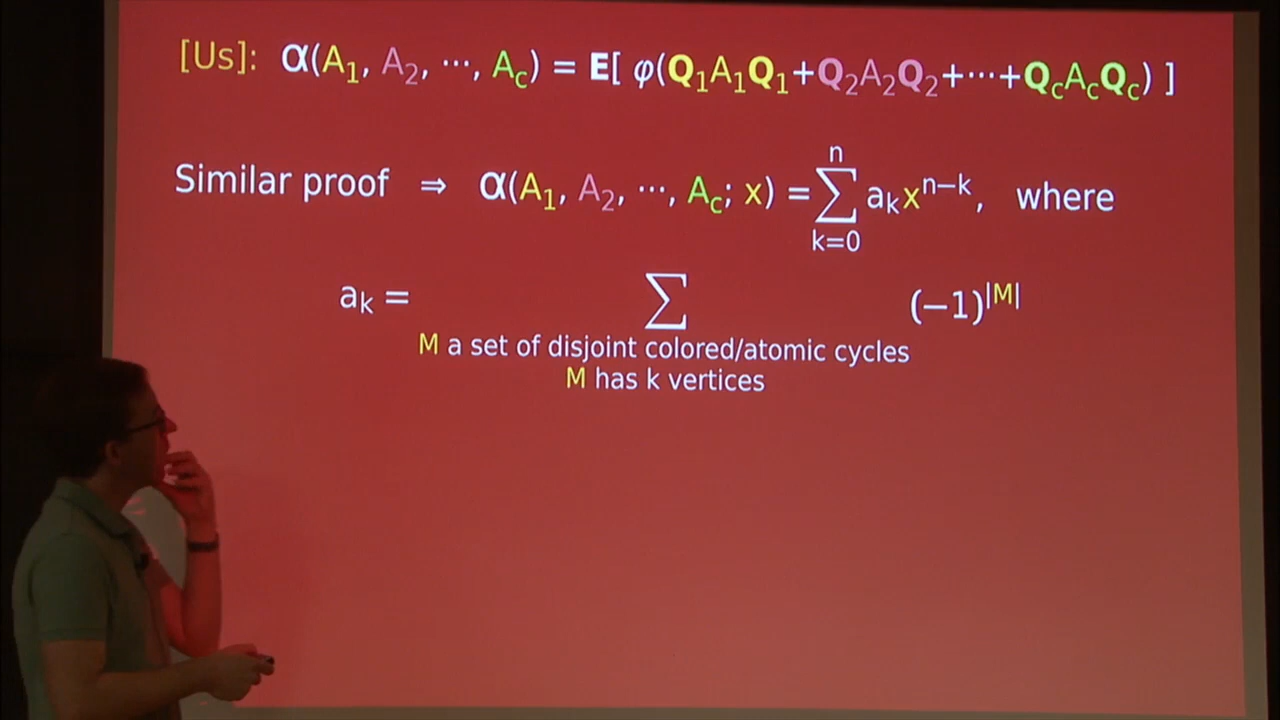 [Us]: α(A₁, A₂, ⋯, A_c) = E[ φ(Q₁A₁Q₁+Q₂A₂Q₂+⋯+Q_cA_cQ_c) ]
Similar proof ⇒ α(A₁, A₂, ⋯, A_c; x) = ∑_{k=0}^{n} a_k x^{n−k}, where
a_k = ∑ (−1)^{|M|}
M a set of disjoint colored/atomic cycles
M has k vertices